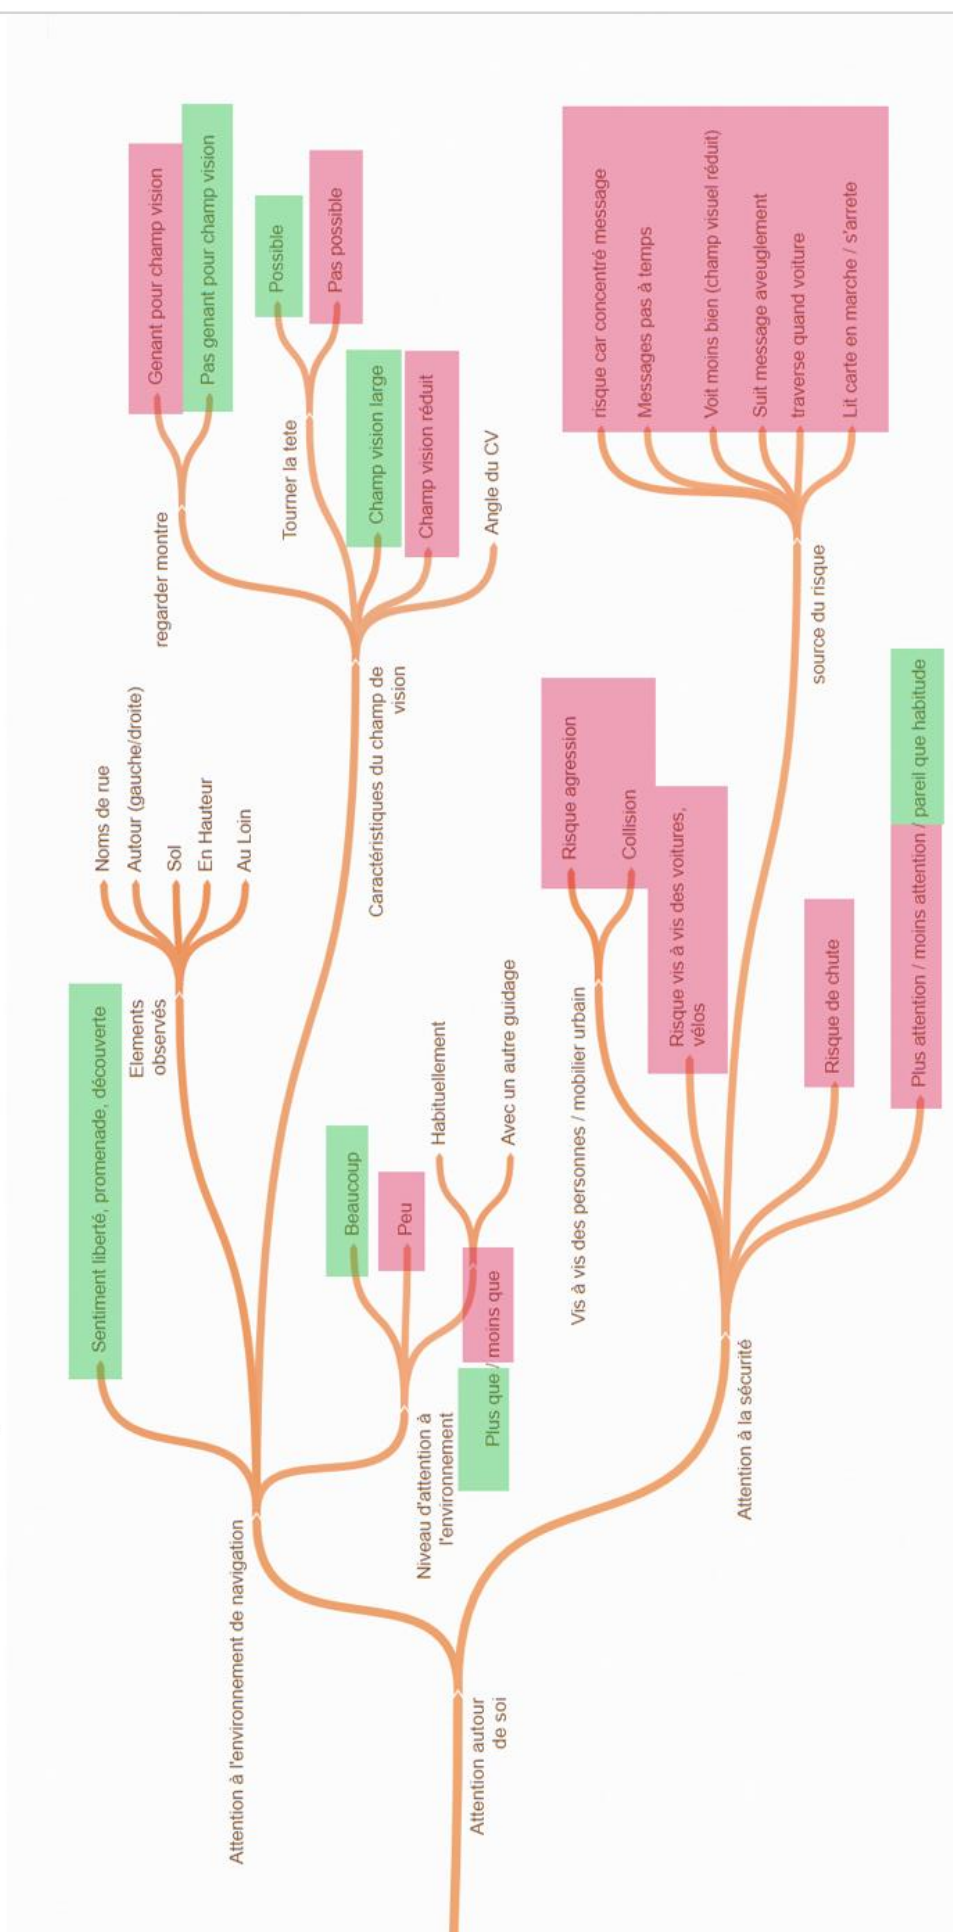 Attention autour
de soi
Attention à l'environnement de navigation
Sentiment liberté, promenade, découverte
Elements
observés
Noms de rue
Autour (gauche/droite)
Sol
En Hauteur
Au Loin
Caractéristiques du champ de
vision
regarder montre
Genant pour champ vision
Pas genant pour champ vision
Tourner la tete
Possible
Pas possible
Champ vision large
Champ vision réduit
Angle du CV
Niveau d'attention à
l'environnement
Beaucoup
Peu
Plus que / moins que
Habituellement
Avec un autre guidage
Attention à la sécurité
Vis à vis des personnes / mobilier urbain
Risque agression
Collision
Risque vis à vis des voitures,
vélos
source du risque
risque car concentré message
Messages pas à temps
Voit moins bien (champ visuel réduit)
Suit message aveuglement
traverse quand voiture
Lit carte en marche / s'arrete
Risque de chute
Plus attention / moins attention / pareil que habitude